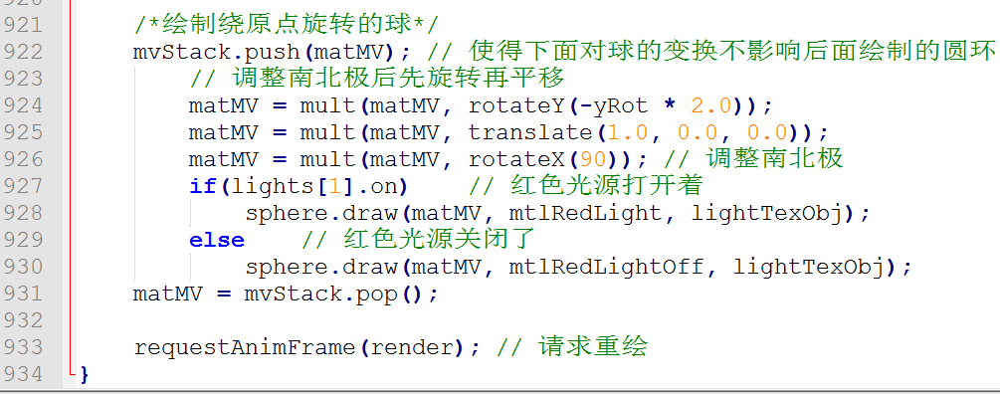 921 /*绘制绕原点旋转的球*/
922 mvStack.push(matMV); // 使得下面对球的变换不影响后面绘制的圆环
923 // 调整南北极后先旋转再平移
924 matMV = mult(matMV, rotateY(-yRot * 2.0));
925 matMV = mult(matMV, translate(1.0, 0.0, 0.0));
926 matMV = mult(matMV, rotateX(90)); // 调整南北极
927 if(lights[1].on) // 红色光源打开着
928 sphere.draw(matMV, mtlRedLight, lightTexObj);
929 else // 红色光源关闭了
930 sphere.draw(matMV, mtlRedLightOff, lightTexObj);
931 matMV = mvStack.pop();
932
933 requestAnimFrame(render); // 请求重绘
934 }